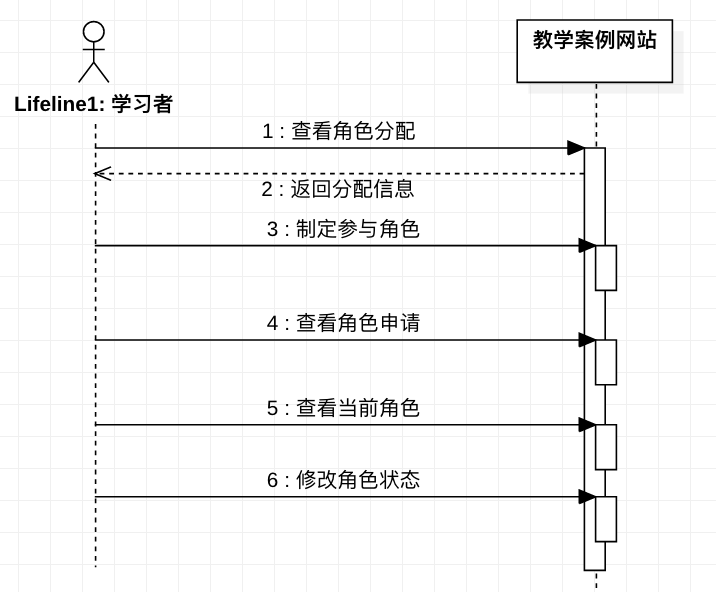 教学案例网站
Lifeline1: 学习者
1 : 查看角色分配
2 : 返回分配信息
3 : 制定参与角色
4 : 查看角色申请
5 : 查看当前角色
6 : 修改角色状态